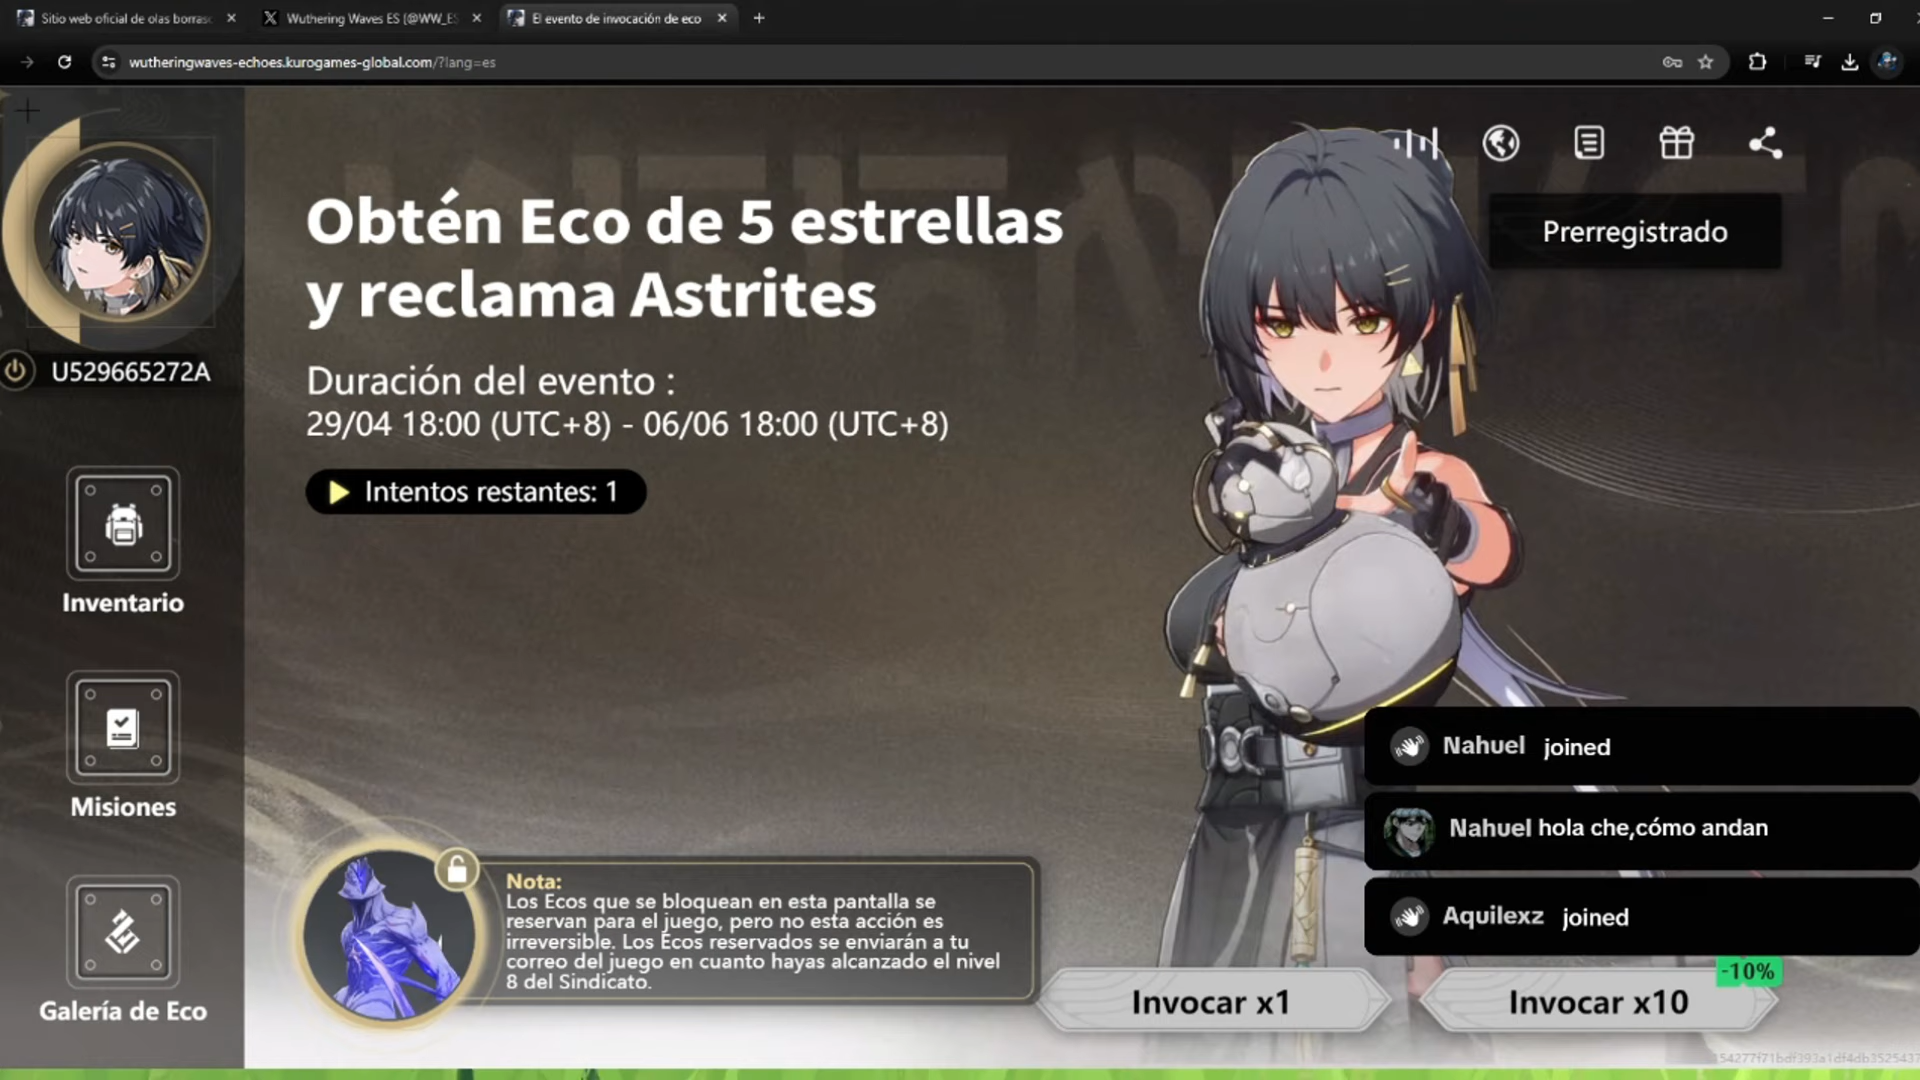 Sitio web oficial de olas borras
Wuthering Waves ES (@WW_ES
El evento de invocación de eco
wutheringwaves-echoes.kurogames-global.com/?lang=es
Obtén Eco de 5 estrellas
y reclama Astrites
Prerregistrado
U529665272A
Duración del evento :
29/04 18:00 (UTC+8) - 06/06 18:00 (UTC+8)
Intentos restantes: 1
Inventario
Misiones
Galería de Eco
Nota:
Los Ecos que se bloquean en esta pantalla se
reservan para el juego, pero no esta acción es
irreversible. Los Ecos reservados se enviarán a tu
correo del juego en cuanto hayas alcanzado el nivel
8 del Sindicato.
Nahuel joined
Nahuel hola che,cómo andan
Aquilexz joined
-10%
Invocar x1
Invocar x10